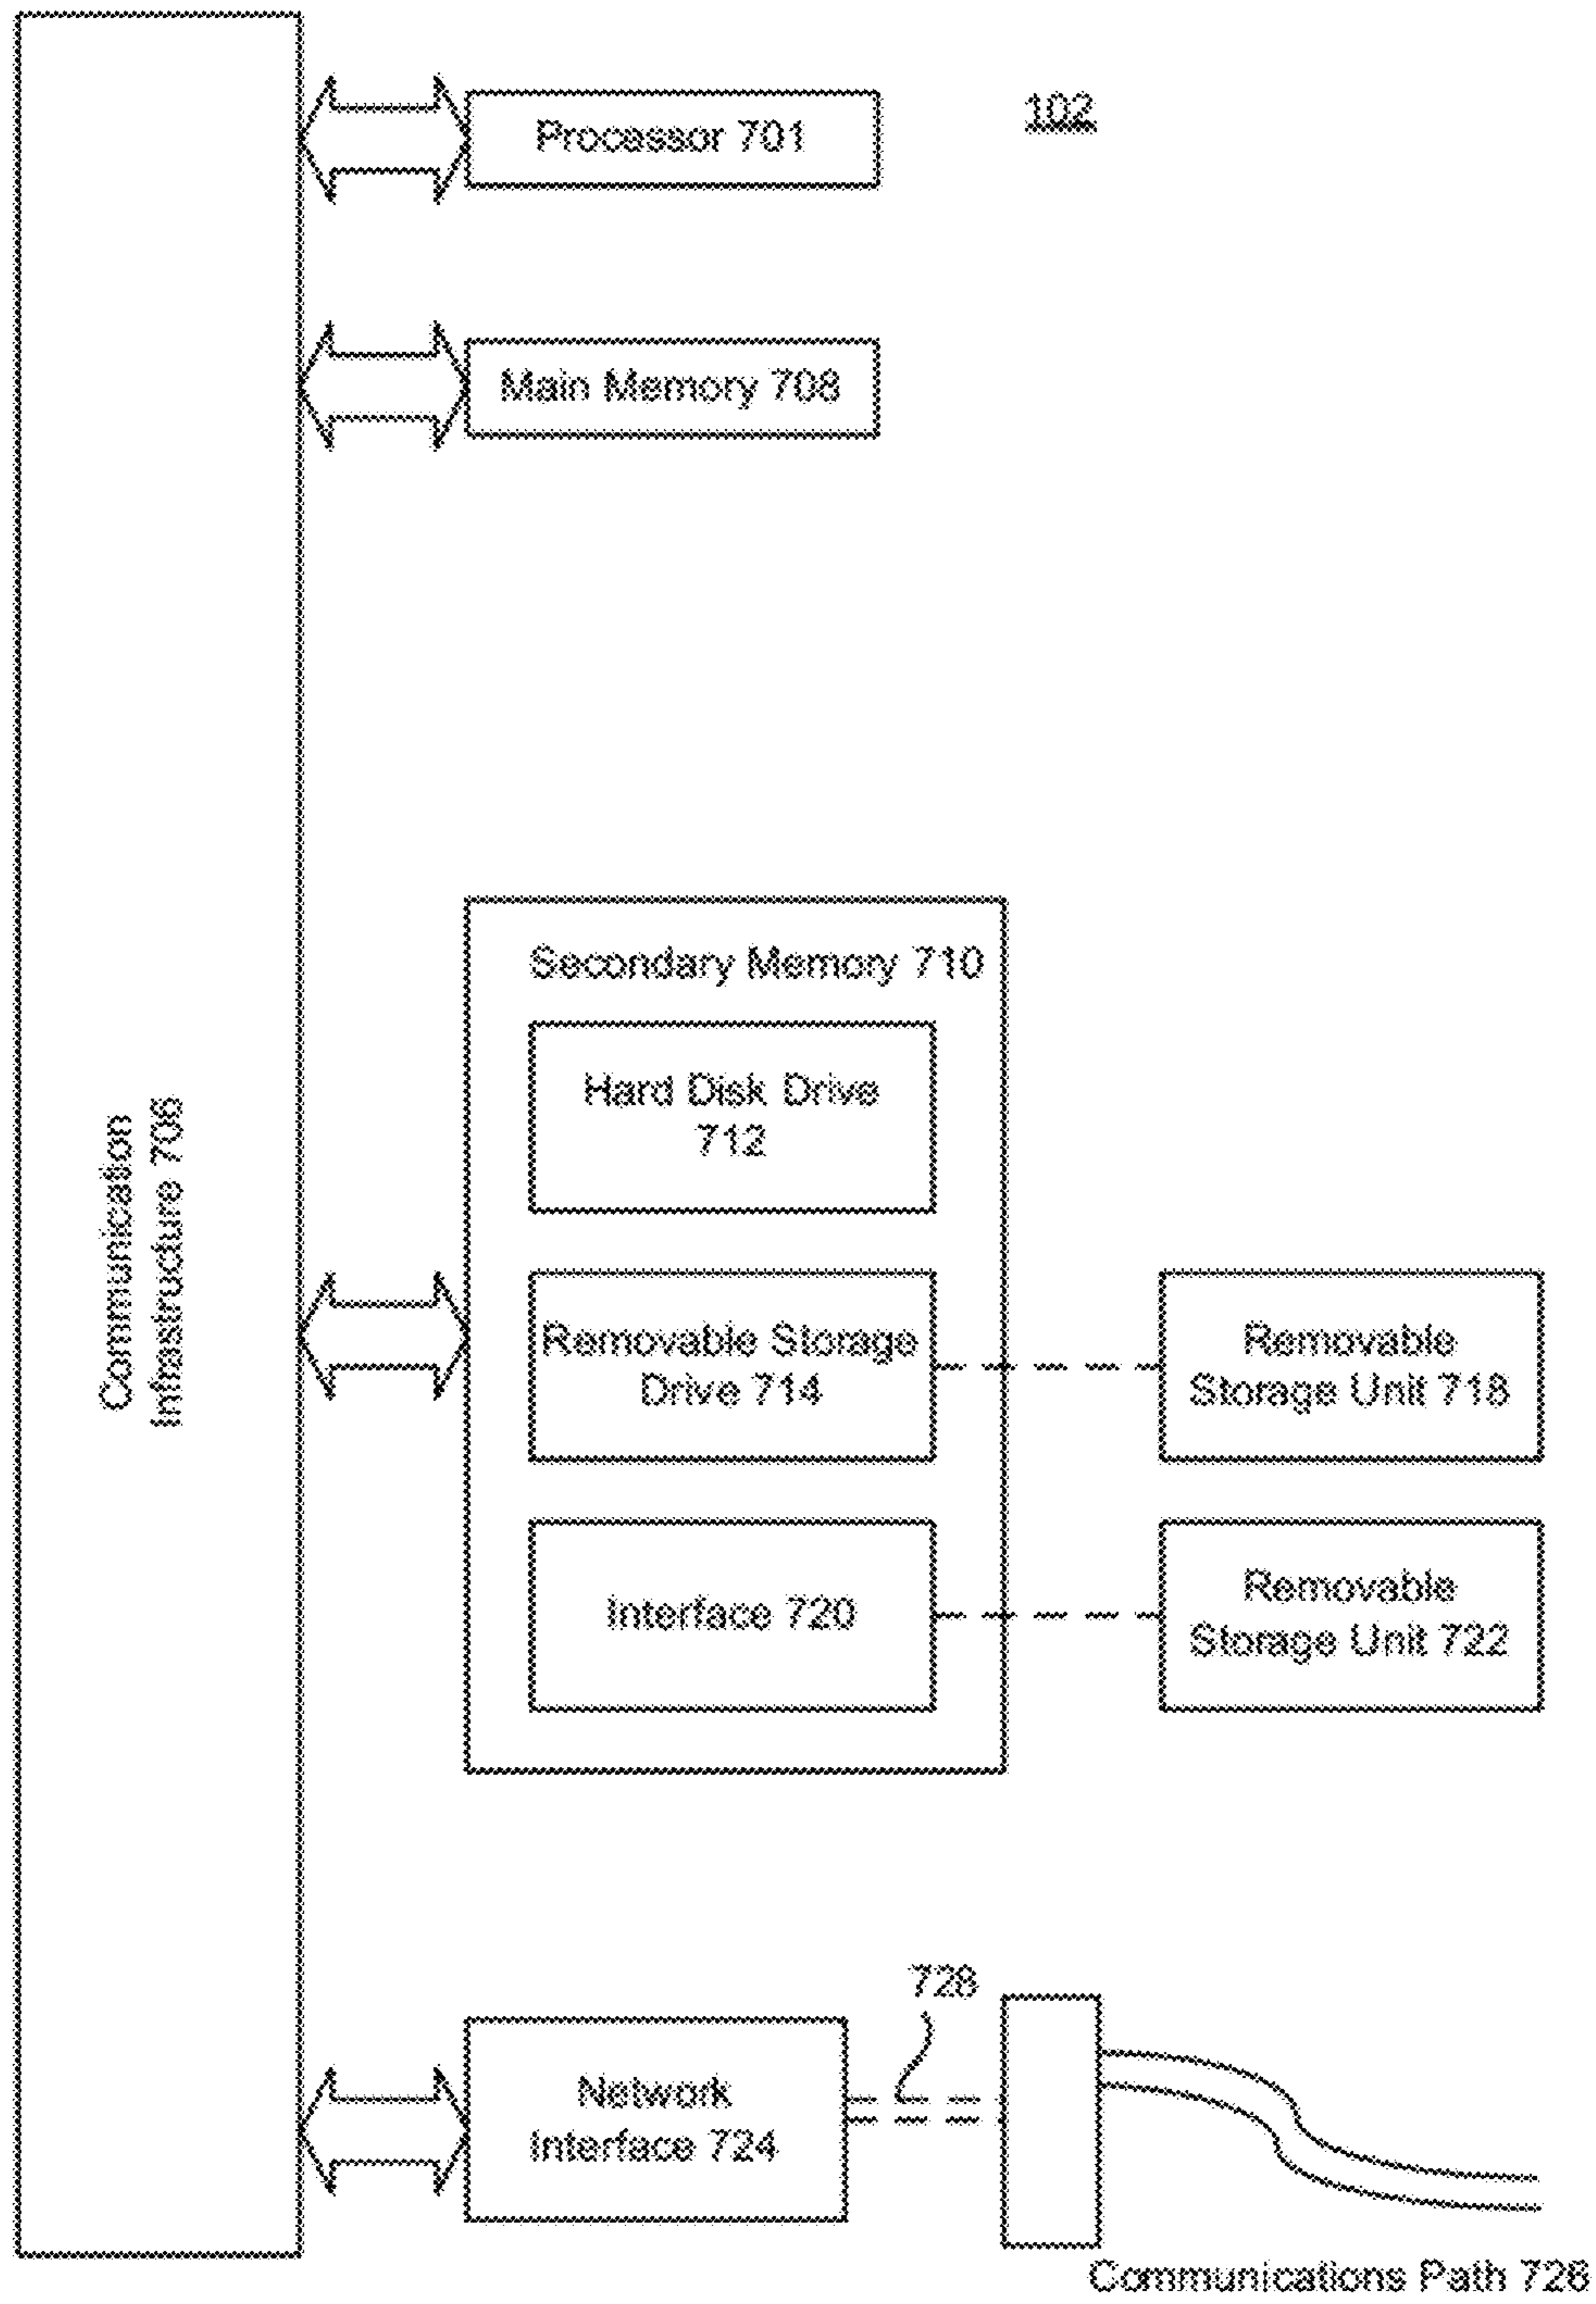 102
Procassor 701
Main Memory 708
Communication
Infrastructure 706
Secondary Memory 710
Hard Disk Drive
712
Removable Storage
Drive 714
Removable
Storage Unit 718
Interface 720
Removable
Storage Unit 722
728
Network
Interface 724
Communications Path 726